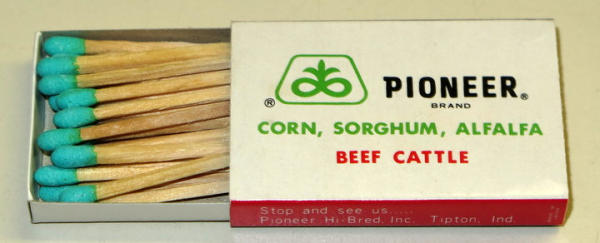 ® PIONEER®
BRAND
CORN, SORGHUM, ALFALFA
BEEF CATTLE
Stop and see us.....
Pioneer Hi-Bred, Inc. Tipton, Ind.